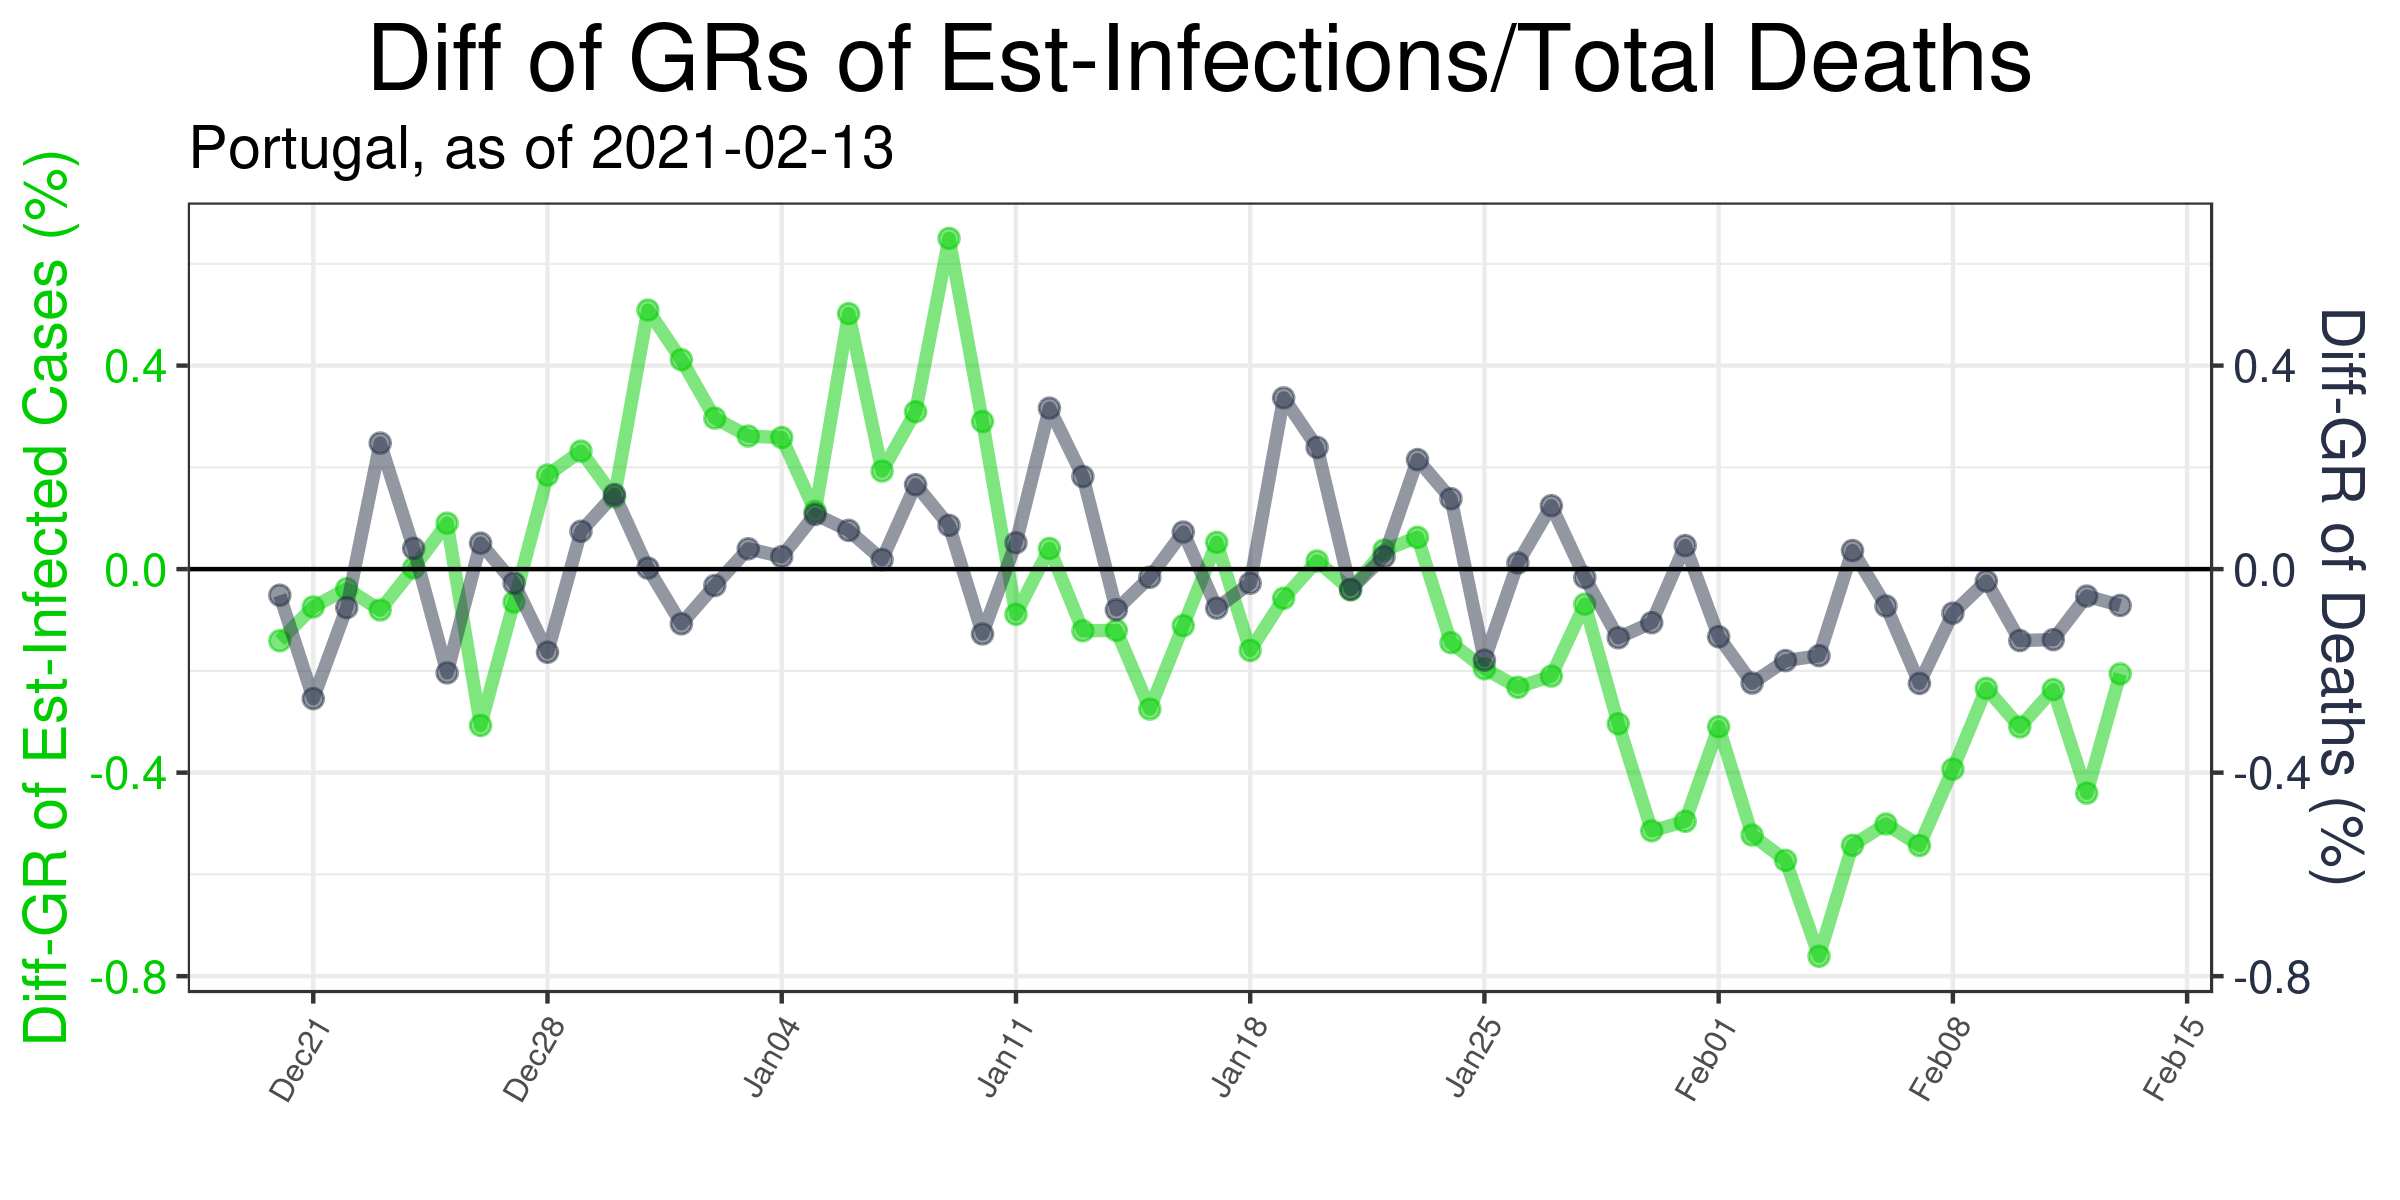 Diff of GRs of Est-Infections/Total Deaths
Portugal, as of 2021-02-13
Diff-GR of Est-Infected Cases (%)
0.4
0.0
-0.4
-0.8
0.4
0.0
-0.4
-0.8
Diff-GR of Deaths (%)
Dec21
Dec28
Jan04
Jan11
Jan18
Jan25
Feb01
Feb08
Feb15